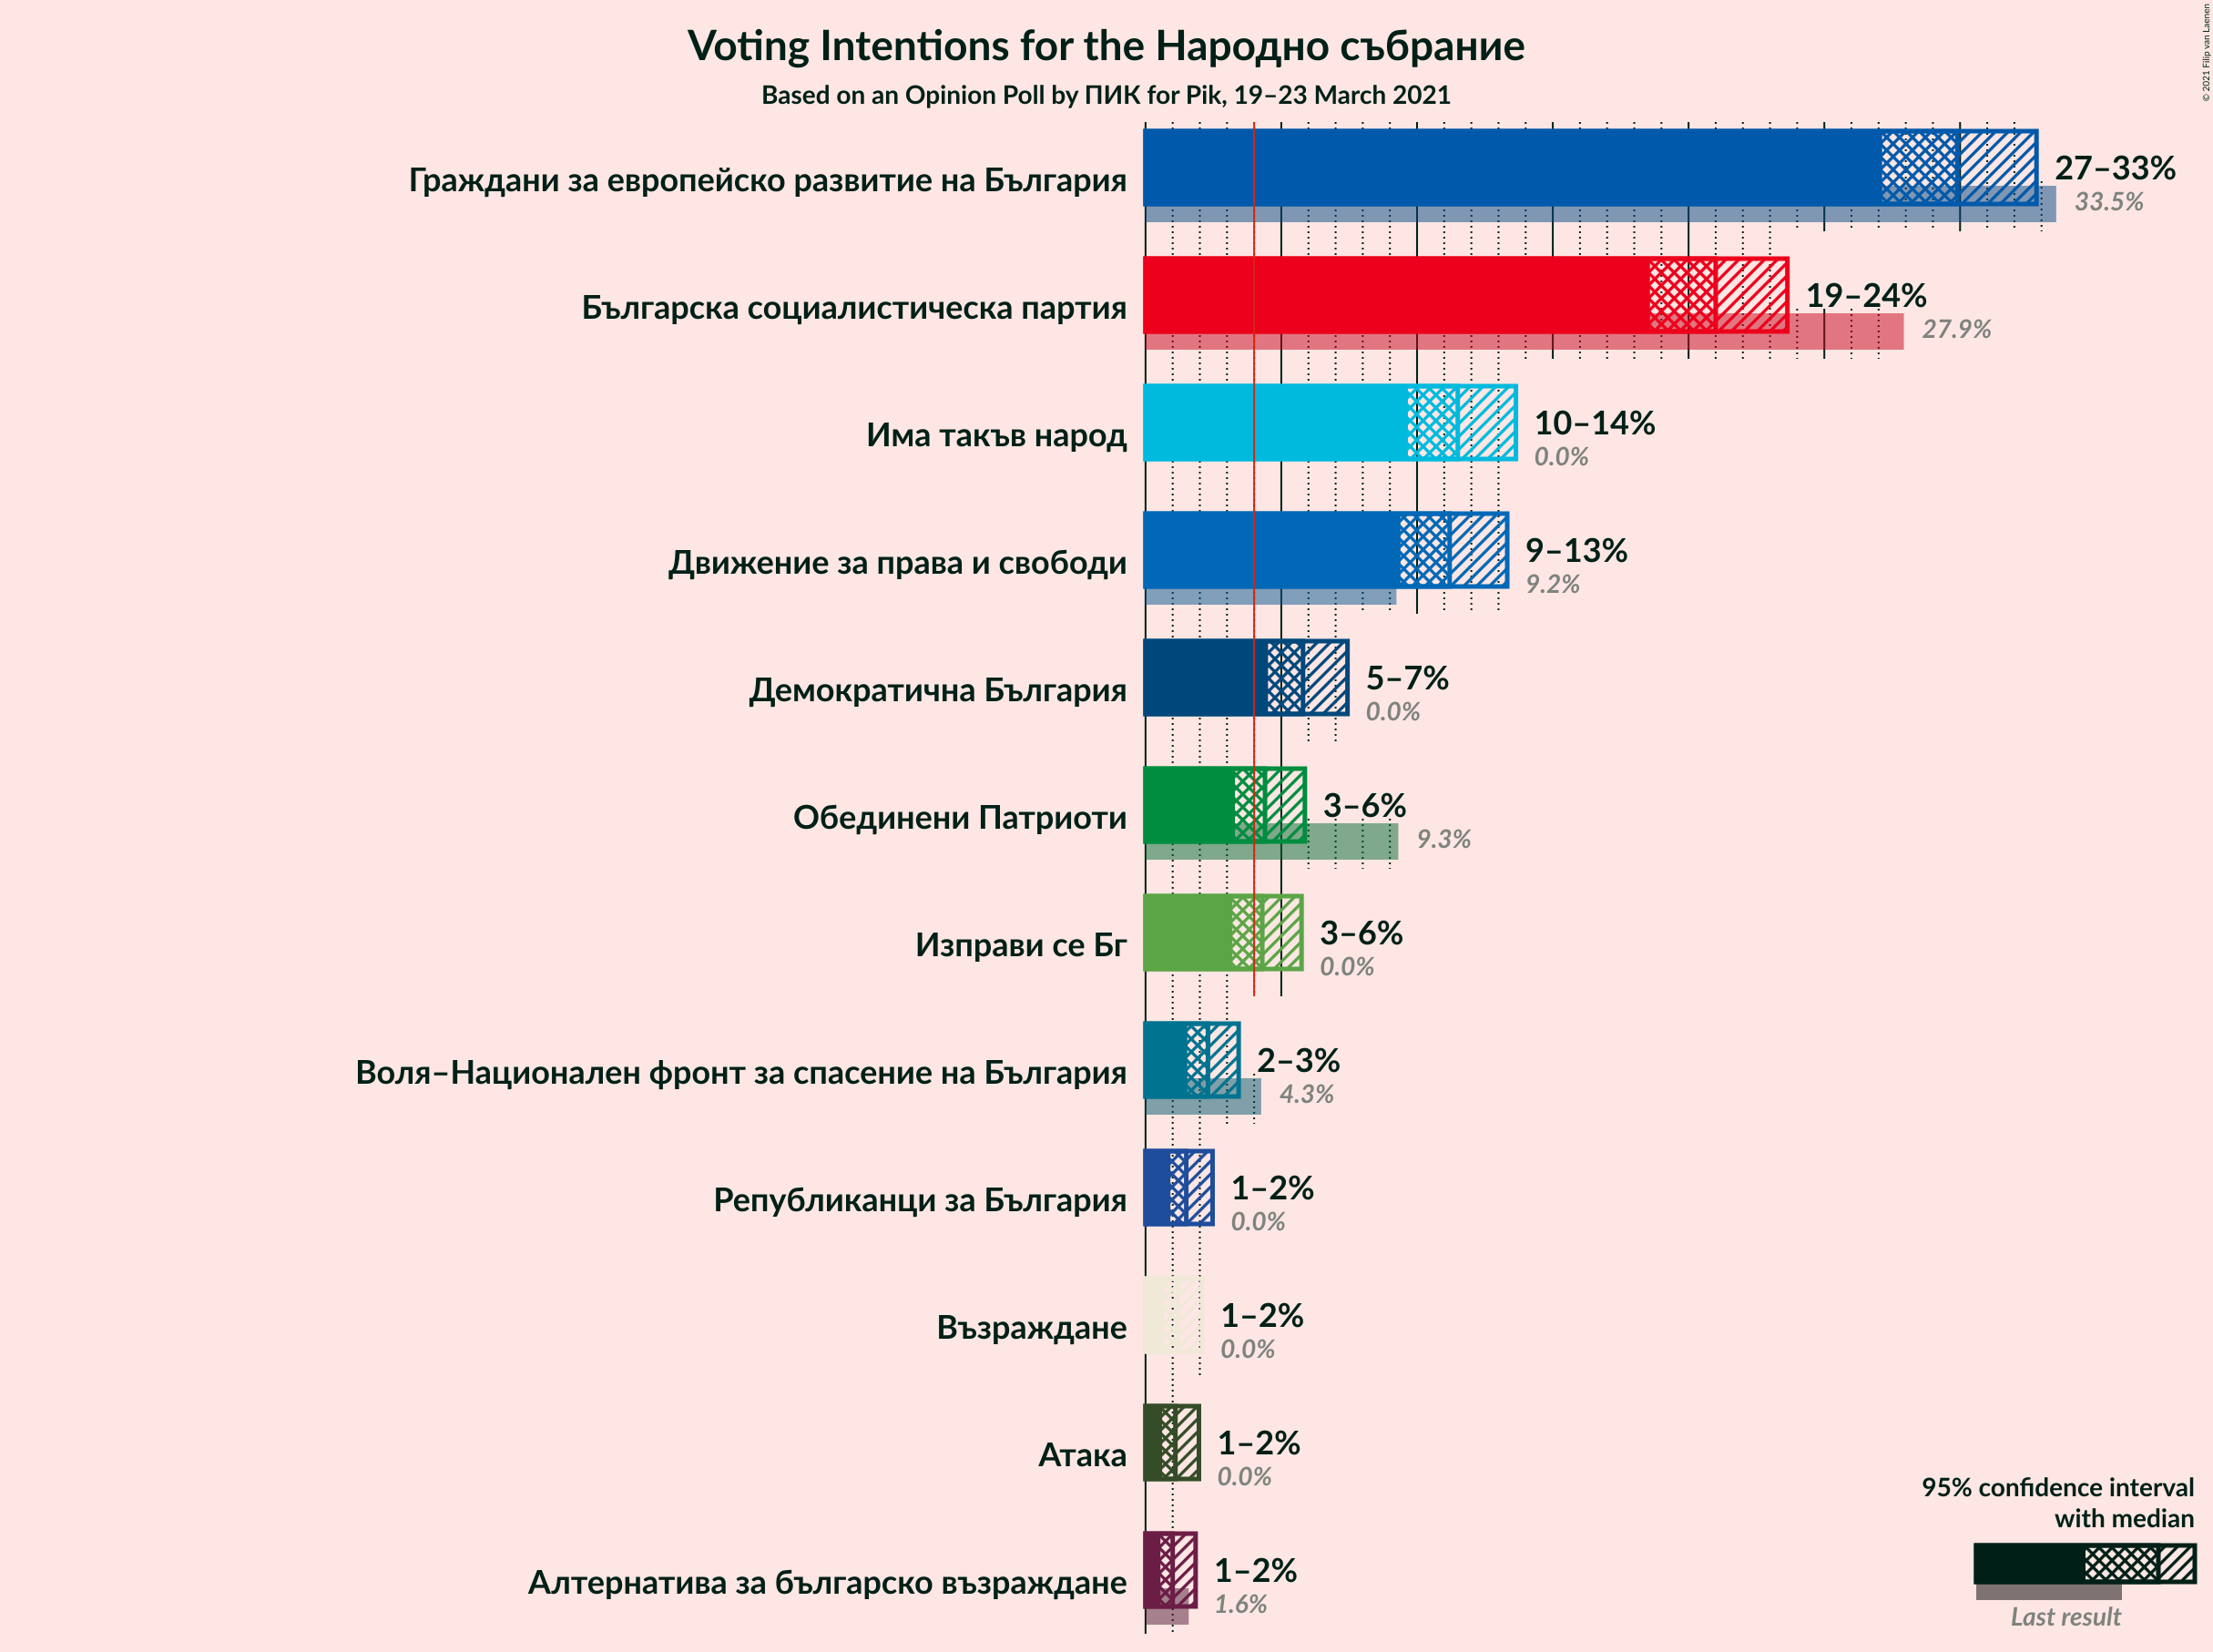 Voting Intentions for the Народно събрание
Based on an Opinion Poll by ПИК for Pik, 19–23 March 2021
© 2021 Filip van Laenen
Граждани за европейско развитие на България
27–33%
33.5%
Българска социалистическа партия
19–24%
27.9%
Има такъв народ
10–14%
0.0%
Движение за права и свободи
9–13%
9.2%
Демократична България
5–7%
0.0%
Обединени Патриоти
3–6%
9.3%
Изправи се Бг
3–6%
0.0%
Воля–Национален фронт за спасение на България
2–3%
4.3%
Републиканци за България
1–2%
0.0%
Възраждане
1–2%
0.0%
Атака
1–2%
0.0%
Алтернатива за българско възраждане
1–2%
1.6%
95% confidence interval
with median
Last result